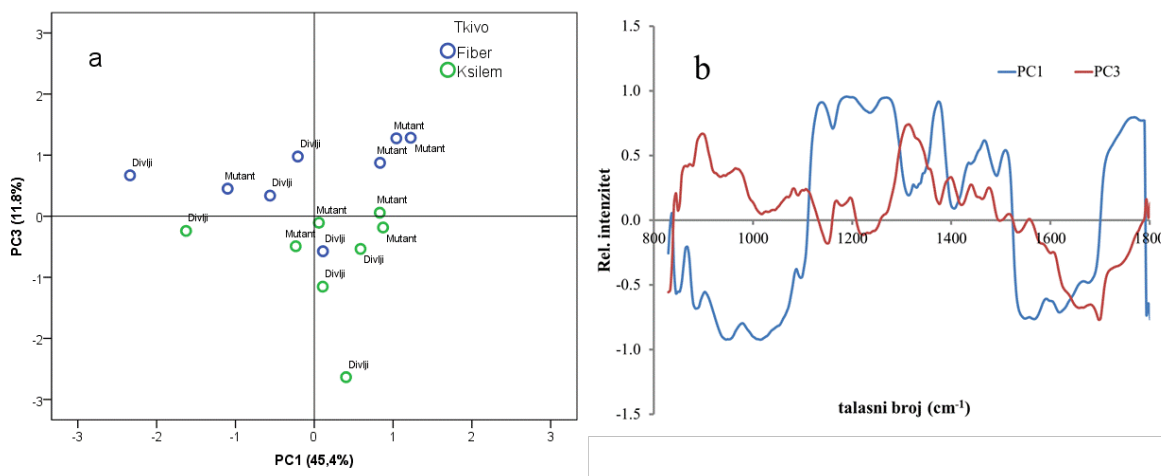 a
Tkivo
Fiber
Ksilem
3
2
1
0
-1
-2
-3
PC3 (11.8%)
Mutant
Mutant
Divlji
Mutant
Divlji
Mutant
Divlji
Mutant
Mutant
Divlji
Mutant
Divlji
Mutant
Divlji
Divlji
Divlji
-3
-2
-1
0
1
2
3
PC1 (45,4%)
b
PC1
PC3
1.5
1.0
0.5
0.0
-0.5
-1.0
-1.5
Rel. intenzitet
800
1000
1200
1400
1600
1800
talasni broj (cm⁻¹)